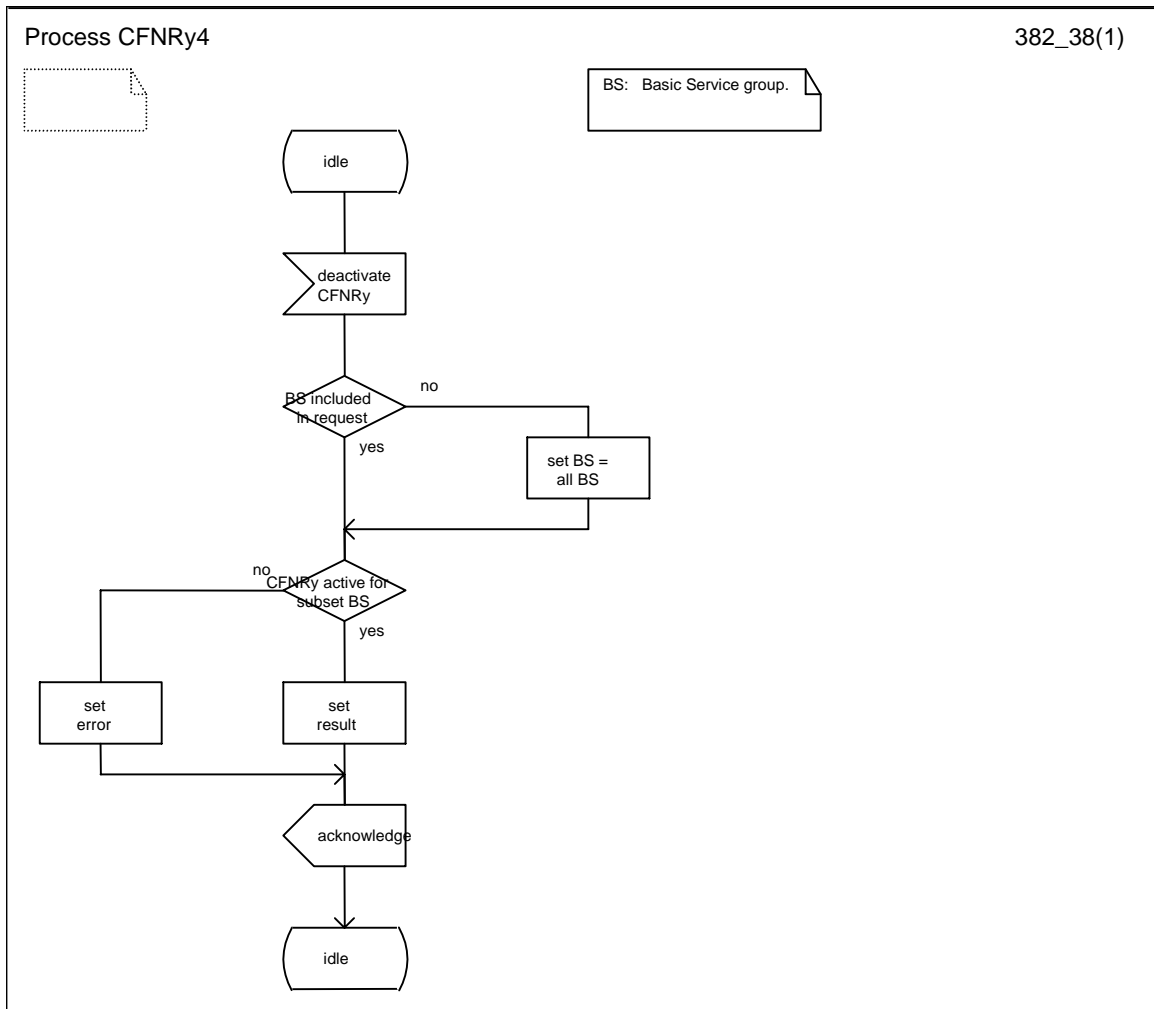 Process CFNRy4
382_38(1)
BS: Basic Service group.
idle
deactivate
CFNRy
BS included
in request
no
yes
set BS =
all BS
no
CFNRy active for
subset BS
yes
set
error
set
result
acknowledge
idle